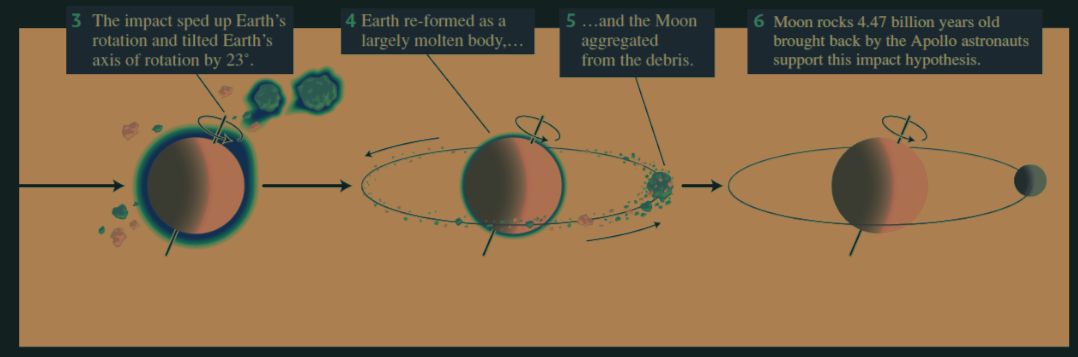 3 The impact sped up Earth's
rotation and tilted Earth's
axis of rotation by 23°.
4 Earth re-formed as a
largely molten body,…
5 …and the Moon
aggregated
from the debris.
6 Moon rocks 4.47 billion years old
brought back by the Apollo astronauts
support this impact hypothesis.